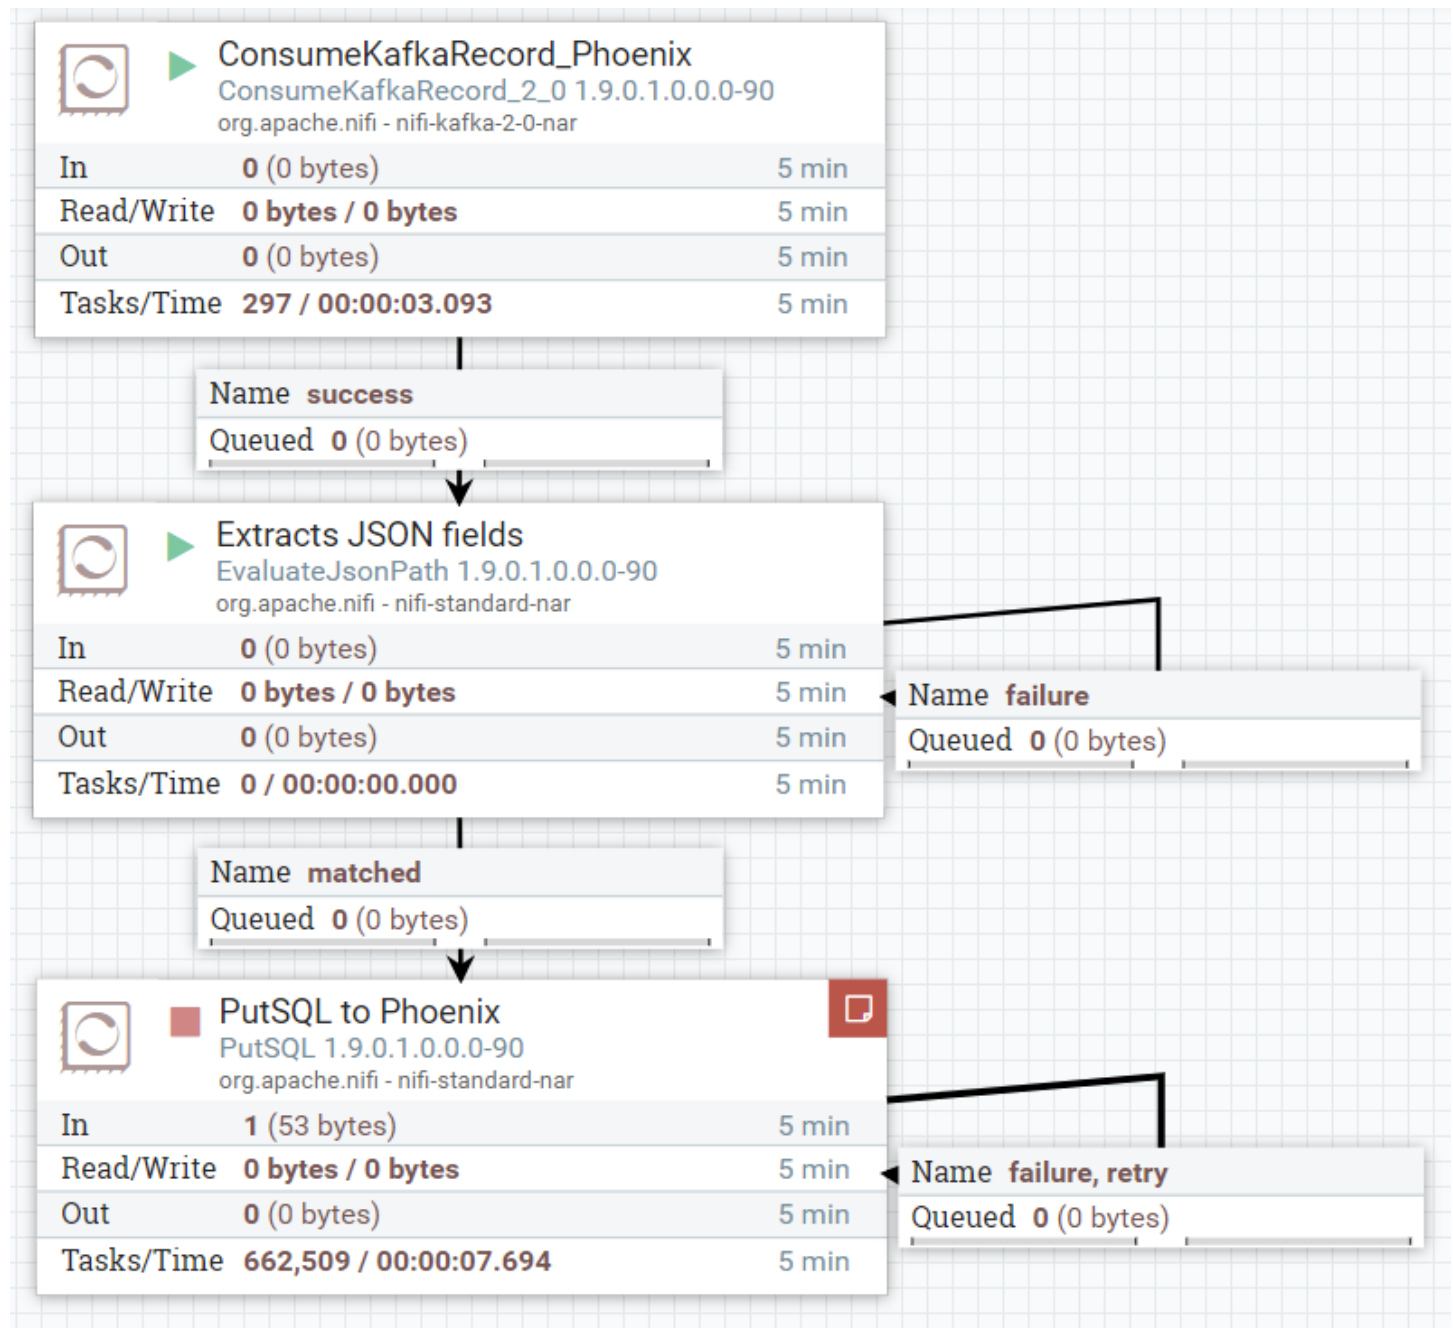 ConsumeKafkaRecord_Phoenix
ConsumeKafkaRecord_2_0 1.9.0.1.0.0.0-90
org.apache.nifi - nifi-kafka-2-0-nar
In 0 (0 bytes) 5 min
Read/Write 0 bytes / 0 bytes 5 min
Out 0 (0 bytes) 5 min
Tasks/Time 297 / 00:00:03.093 5 min
Name success
Queued 0 (0 bytes)
Extracts JSON fields
EvaluateJsonPath 1.9.0.1.0.0.0-90
org.apache.nifi - nifi-standard-nar
In 0 (0 bytes) 5 min
Read/Write 0 bytes / 0 bytes 5 min
Out 0 (0 bytes) 5 min
Tasks/Time 0 / 00:00:00.000 5 min
Name failure
Queued 0 (0 bytes)
Name matched
Queued 0 (0 bytes)
PutSQL to Phoenix
PutSQL 1.9.0.1.0.0.0-90
org.apache.nifi - nifi-standard-nar
In 1 (53 bytes) 5 min
Read/Write 0 bytes / 0 bytes 5 min
Out 0 (0 bytes) 5 min
Tasks/Time 662,509 / 00:00:07.694 5 min
Name failure, retry
Queued 0 (0 bytes)